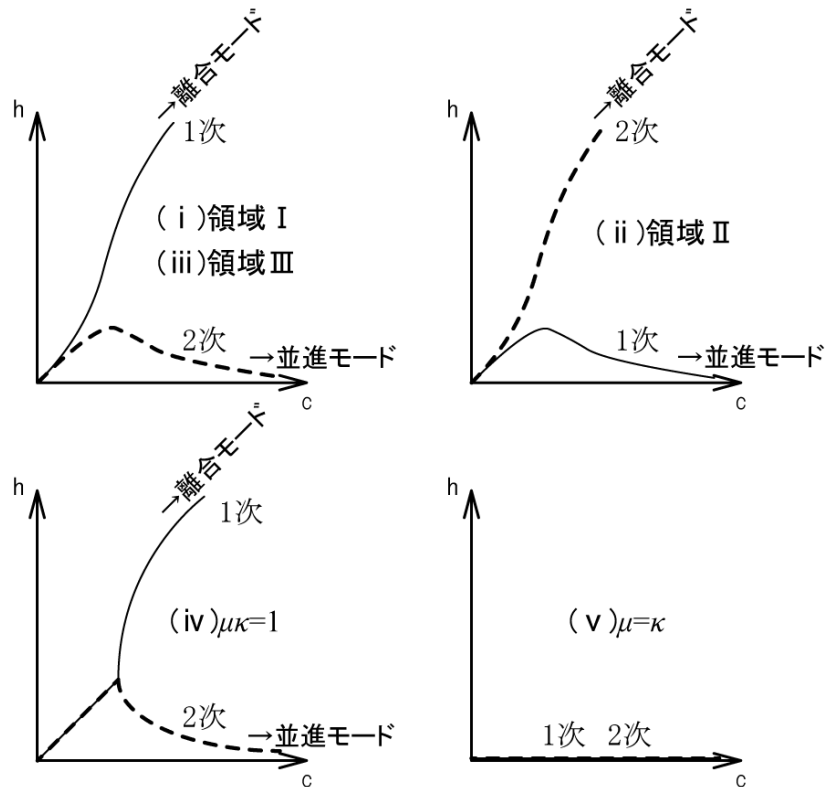 →離合モード
h
1次
(ⅰ)領域Ⅰ
(ⅲ)領域Ⅲ
2次
→並進モード
c
→離合モード
h
2次
(ⅱ)領域Ⅱ
1次
→並進モード
c
→離合モード
h
1次
(ⅳ)μκ=1
2次
→並進モード
c
h
(ⅴ)μ=κ
1次 2次
c